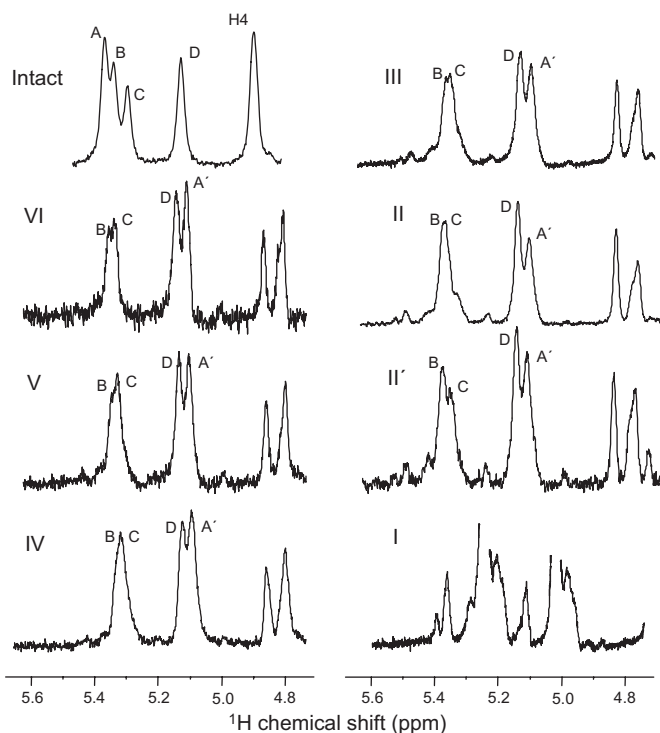 Intact
A
B
C
D
H4
VI
B
C
D
A´
V
B
C
D
A´
IV
B
C
D
A´
5.6 5.4 5.2 5.0 4.8
III
B
C
D
A´
II
B
C
D
A´
II´
B
C
D
A´
I
5.6 5.4 5.2 5.0 4.8
¹H chemical shift (ppm)